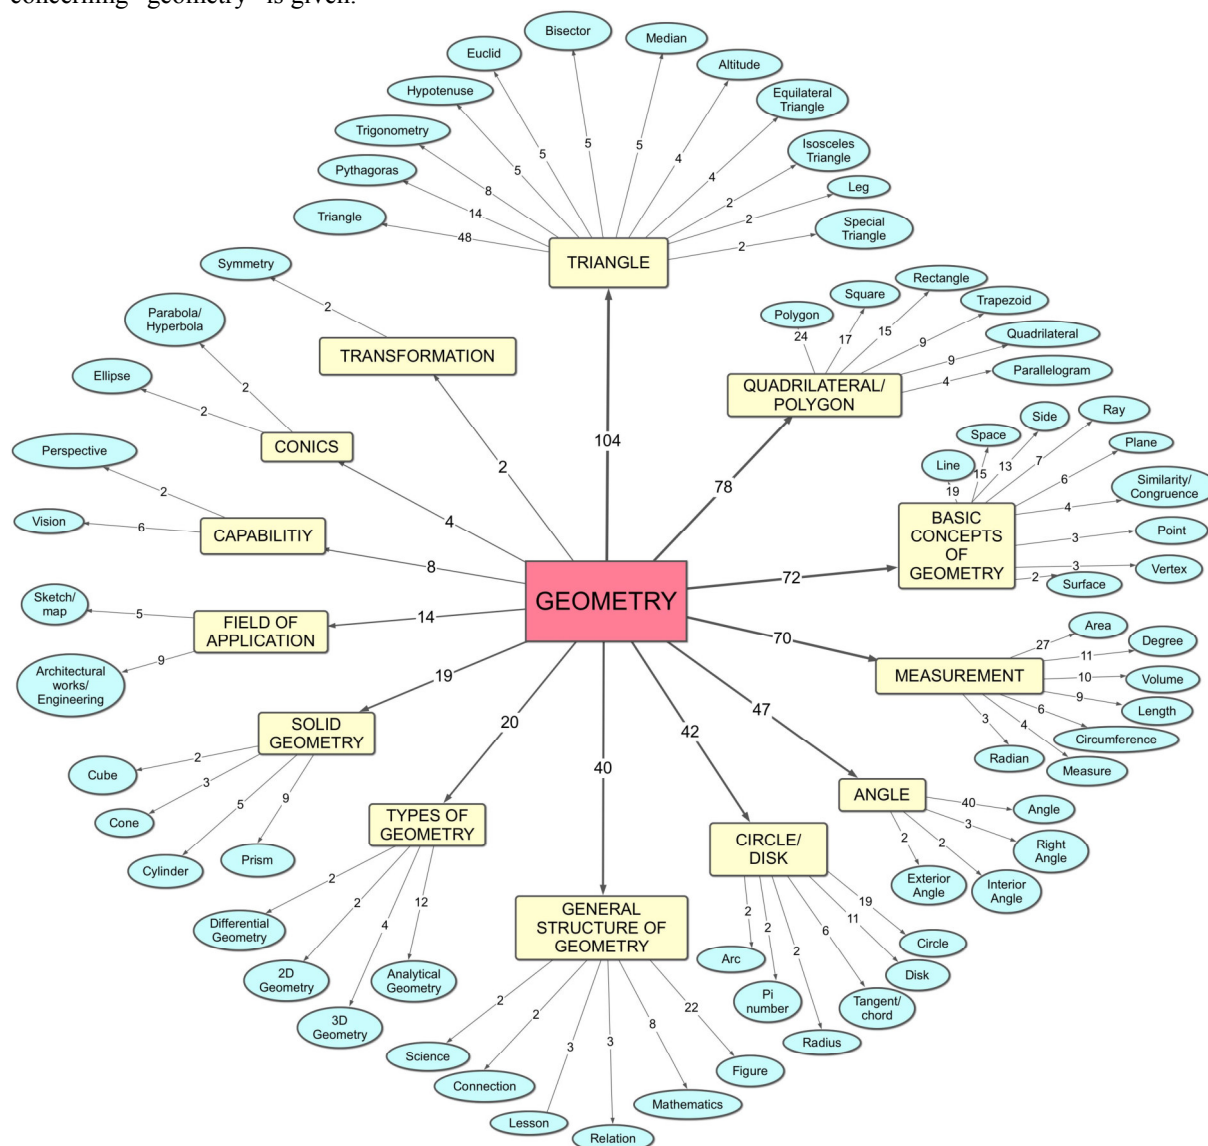 concerning "geometry" is given.
Bisector
Median
Euclid
Altitude
Hypotenuse
Equilateral
Triangle
Trigonometry
Isosceles
Triangle
Pythagoras
Leg
Triangle
Special
Triangle
5
5
5
4
5
4
8
2
14
2
48
2
TRIANGLE
Symmetry
2
TRANSFORMATION
2
Parabola/
Hyperbola
Ellipse
2
2
CONICS
4
Perspective
Vision
2
6
CAPABILITIY
8
Sketch/
map
Architectural
works/
Engineering
5
9
FIELD OF
APPLICATION
14
104
Polygon
Square
Rectangle
Trapezoid
Quadrilateral
Parallelogram
24
17
15
9
9
4
QUADRILATERAL/
POLYGON
78
Line
Space
Side
Ray
Plane
Similarity/
Congruence
Point
Vertex
Surface
19
15
13
7
6
4
3
3
2
BASIC
CONCEPTS
OF
GEOMETRY
72
GEOMETRY
70
MEASUREMENT
27
11
10
9
6
4
3
Area
Degree
Volume
Length
Circumference
Measure
Radian
47
ANGLE
40
3
2
2
Angle
Right
Angle
Interior
Angle
Exterior
Angle
42
CIRCLE/
DISK
19
11
6
2
2
2
Circle
Disk
Tangent/
chord
Radius
Pi
number
Arc
40
GENERAL
STRUCTURE OF
GEOMETRY
2
2
3
3
8
22
Science
Connection
Lesson
Relation
Mathematics
Figure
20
TYPES OF
GEOMETRY
2
2
4
12
Differential
Geometry
2D
Geometry
3D
Geometry
Analytical
Geometry
19
SOLID
GEOMETRY
2
3
5
9
Cube
Cone
Cylinder
Prism